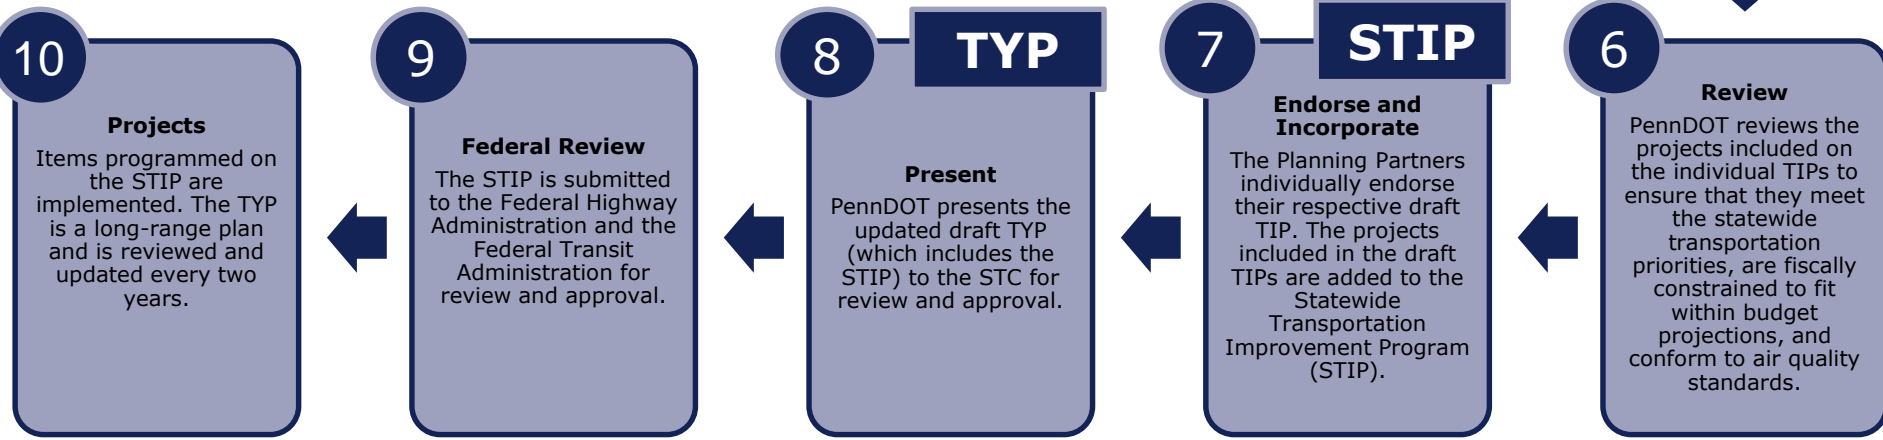 10
Projects
Items programmed on
the STIP are
implemented. The TYP
is a long-range plan
and is reviewed and
updated every two
years.
9
Federal Review
The STIP is submitted
to the Federal Highway
Administration and the
Federal Transit
Administration for
review and approval.
8
TYP
Present
PennDOT presents the
updated draft TYP
(which includes the
STIP) to the STC for
review and approval.
7
STIP
Endorse and
Incorporate
The Planning Partners
individually endorse
their respective draft
TIP. The projects
included in the draft
TIPs are added to the
Statewide
Transportation
Improvement Program
(STIP).
6
Review
PennDOT reviews the
projects included on
the individual TIPs to
ensure that they meet
the statewide
transportation
priorities, are fiscally
constrained to fit
within budget
projections, and
conform to air quality
standards.